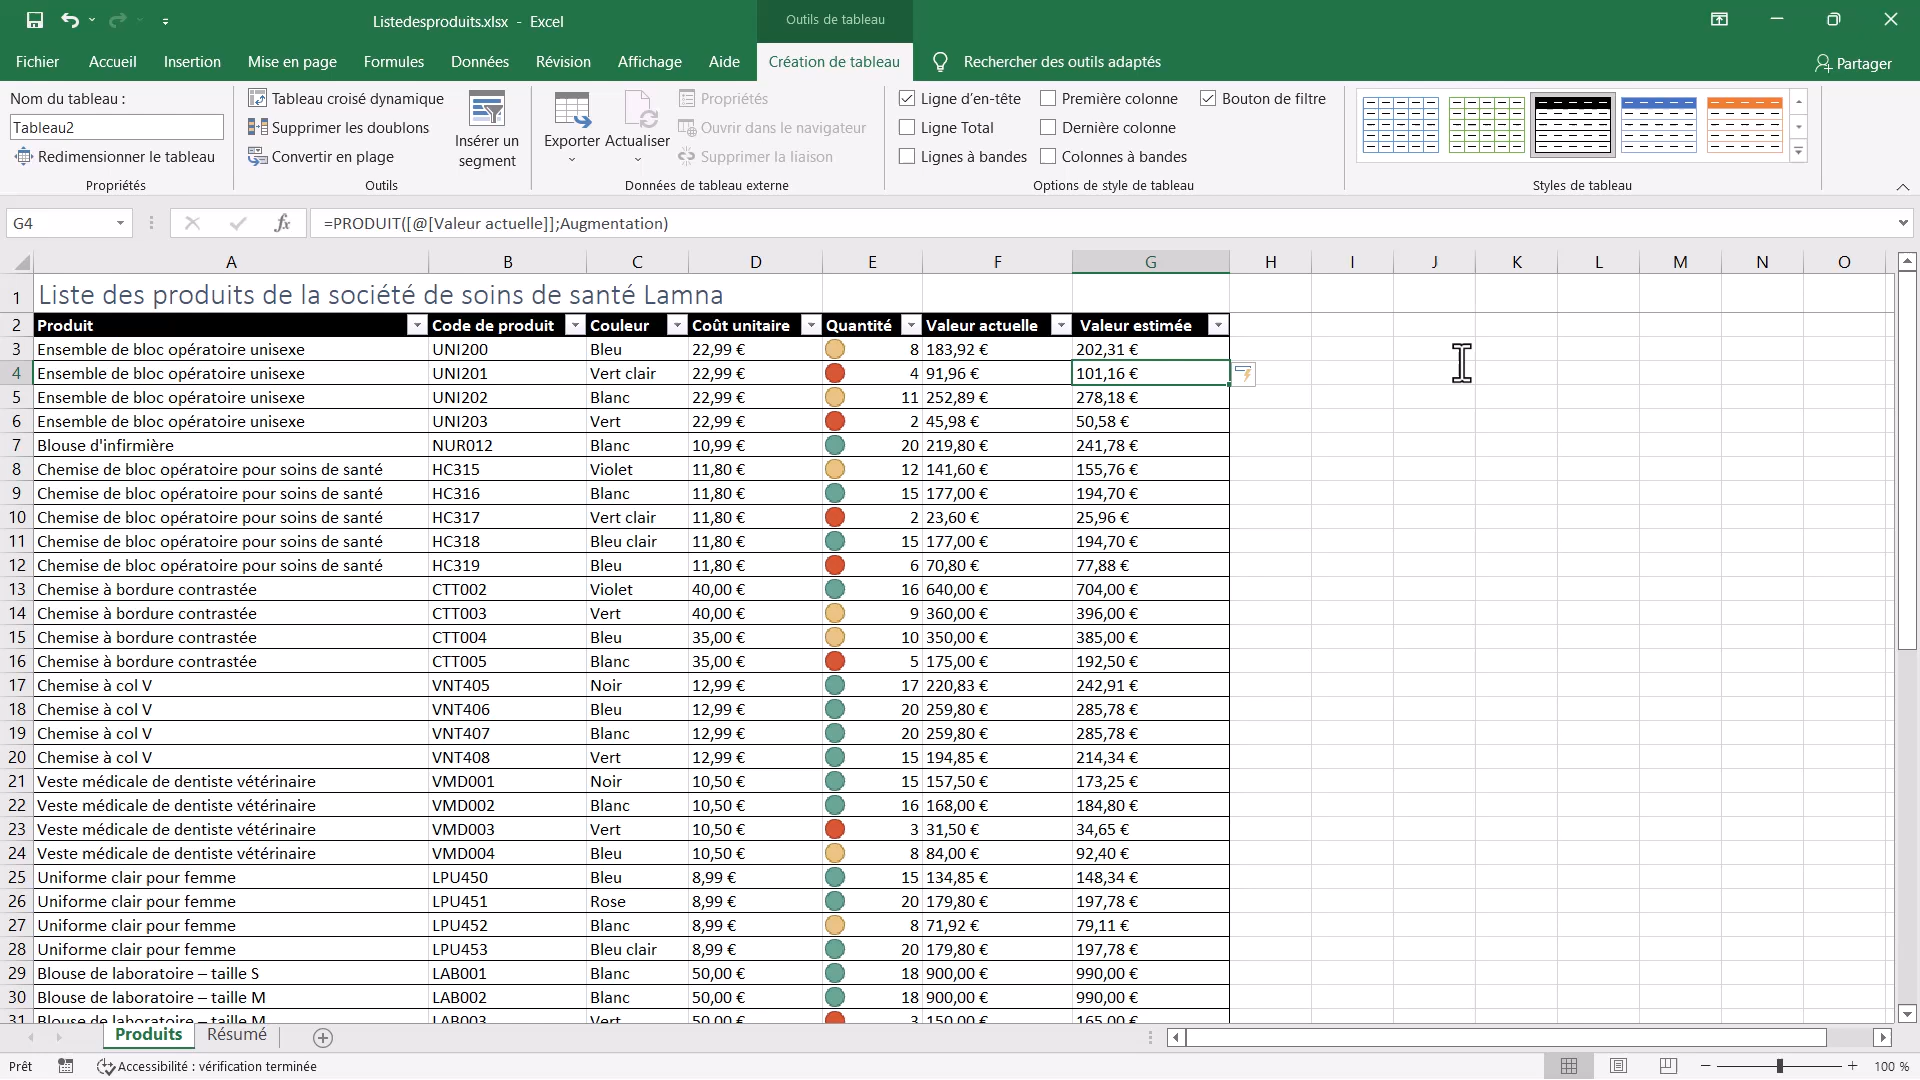 Listedesproduits.xlsx - Excel
Outils de tableau
Fichier Accueil Insertion Mise en page Formules Données Révision Affichage Aide Création de tableau Rechercher des outils adaptés Partager
Nom du tableau :
Tableau2
Redimensionner le tableau
Propriétés
Tableau croisé dynamique
Supprimer les doublons
Convertir en plage
Insérer un
segment
Outils
Exporter
Actualiser
Propriétés
Ouvrir dans le navigateur
Supprimer la liaison
Données de tableau externe
Ligne d’en-tête Première colonne Bouton de filtre
Ligne Total Dernière colonne
Lignes à bandes Colonnes à bandes
Options de style de tableau
Styles de tableau
G4 fx =PRODUIT([@[Valeur actuelle]];Augmentation)
A B C D E F G H I J K L M N O
1 Liste des produits de la société de soins de santé Lamna
2 Produit Code de produit Couleur Coût unitaire Quantité Valeur actuelle Valeur estimée
3 Ensemble de bloc opératoire unisexe UNI200 Bleu 22,99 € 8 183,92 € 202,31 €
4 Ensemble de bloc opératoire unisexe UNI201 Vert clair 22,99 € 4 91,96 € 101,16 €
5 Ensemble de bloc opératoire unisexe UNI202 Blanc 22,99 € 11 252,89 € 278,18 €
6 Ensemble de bloc opératoire unisexe UNI203 Vert 22,99 € 2 45,98 € 50,58 €
7 Blouse d'infirmière NUR012 Blanc 10,99 € 20 219,80 € 241,78 €
8 Chemise de bloc opératoire pour soins de santé HC315 Violet 11,80 € 12 141,60 € 155,76 €
9 Chemise de bloc opératoire pour soins de santé HC316 Blanc 11,80 € 15 177,00 € 194,70 €
10 Chemise de bloc opératoire pour soins de santé HC317 Vert clair 11,80 € 2 23,60 € 25,96 €
11 Chemise de bloc opératoire pour soins de santé HC318 Bleu clair 11,80 € 15 177,00 € 194,70 €
12 Chemise de bloc opératoire pour soins de santé HC319 Bleu 11,80 € 6 70,80 € 77,88 €
13 Chemise à bordure contrastée CTT002 Violet 40,00 € 16 640,00 € 704,00 €
14 Chemise à bordure contrastée CTT003 Vert 40,00 € 9 360,00 € 396,00 €
15 Chemise à bordure contrastée CTT004 Bleu 35,00 € 10 350,00 € 385,00 €
16 Chemise à bordure contrastée CTT005 Blanc 35,00 € 5 175,00 € 192,50 €
17 Chemise à col V VNT405 Noir 12,99 € 17 220,83 € 242,91 €
18 Chemise à col V VNT406 Bleu 12,99 € 20 259,80 € 285,78 €
19 Chemise à col V VNT407 Blanc 12,99 € 20 259,80 € 285,78 €
20 Chemise à col V VNT408 Vert 12,99 € 15 194,85 € 214,34 €
21 Veste médicale de dentiste vétérinaire VMD001 Noir 10,50 € 15 157,50 € 173,25 €
22 Veste médicale de dentiste vétérinaire VMD002 Blanc 10,50 € 16 168,00 € 184,80 €
23 Veste médicale de dentiste vétérinaire VMD003 Vert 10,50 € 3 31,50 € 34,65 €
24 Veste médicale de dentiste vétérinaire VMD004 Bleu 10,50 € 8 84,00 € 92,40 €
25 Uniforme clair pour femme LPU450 Bleu 8,99 € 15 134,85 € 148,34 €
26 Uniforme clair pour femme LPU451 Rose 8,99 € 20 179,80 € 197,78 €
27 Uniforme clair pour femme LPU452 Blanc 8,99 € 8 71,92 € 79,11 €
28 Uniforme clair pour femme LPU453 Bleu clair 8,99 € 20 179,80 € 197,78 €
29 Blouse de laboratoire – taille S LAB001 Blanc 50,00 € 18 900,00 € 990,00 €
30 Blouse de laboratoire – taille M LAB002 Blanc 50,00 € 18 900,00 € 990,00 €
31 Blouse de laboratoire – taille M LAB003 Vert 50,00 € 3 150,00 € 165,00 €
Produits Résumé
Prêt Accessibilité : vérification terminée 100 %